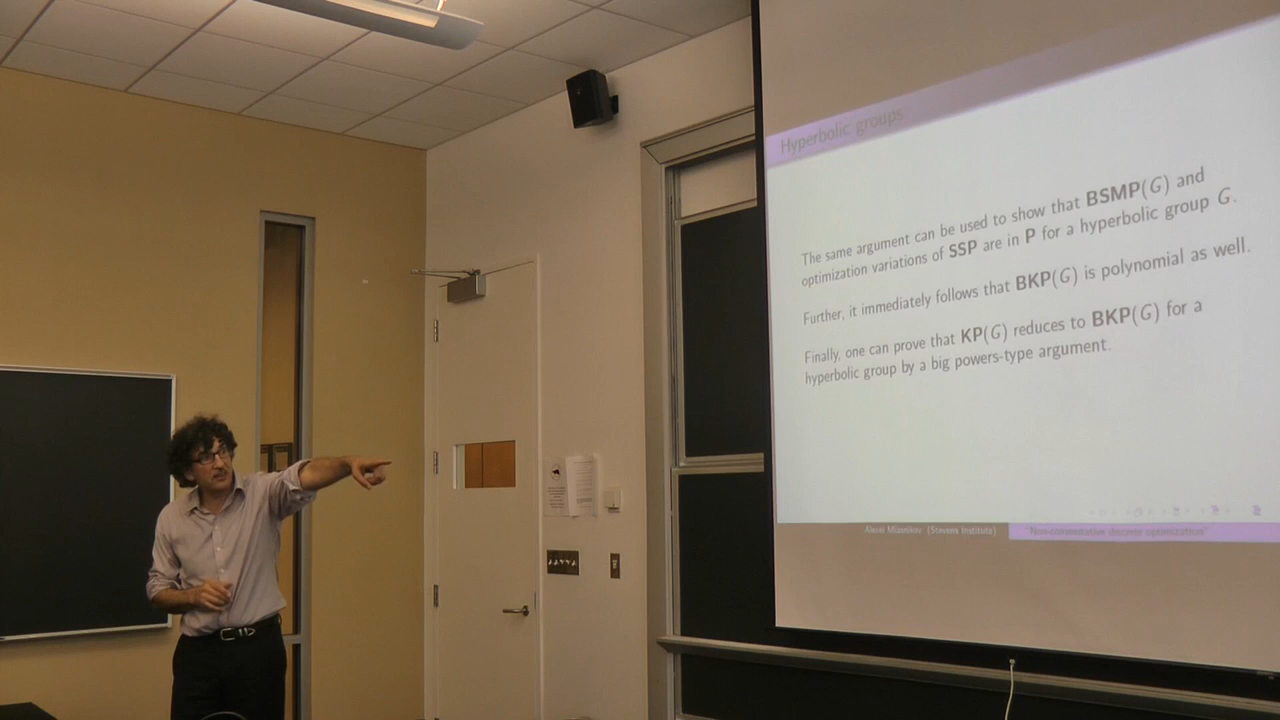 Hyperbolic groups
The same argument can be used to show that BSMP(G) and
optimization variations of SSP are in P for a hyperbolic group G.
Further, it immediately follows that BKP(G) is polynomial as well.
Finally, one can prove that KP(G) reduces to BKP(G) for a
hyperbolic group by a big powers-type argument.
Alexei Miasnikov (Stevens Institute) "Non-commutative discrete optimization"